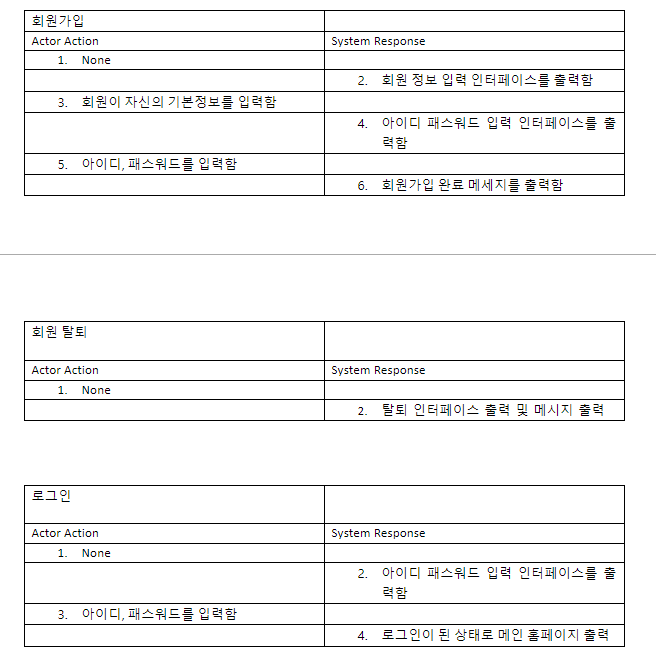 회원가입
Actor Action System Response
1. None
2. 회원 정보 입력 인터페이스를 출력함
3. 회원이 자신의 기본정보를 입력함
4. 아이디 패스워드 입력 인터페이스를 출
력함
5. 아이디, 패스워드를 입력함
6. 회원가입 완료 메세지를 출력함
회원 탈퇴
Actor Action System Response
1. None
2. 탈퇴 인터페이스 출력 및 메시지 출력
로그인
Actor Action System Response
1. None
2. 아이디 패스워드 입력 인터페이스를 출
력함
3. 아이디, 패스워드를 입력함
4. 로그인이 된 상태로 메인 홈페이지 출력